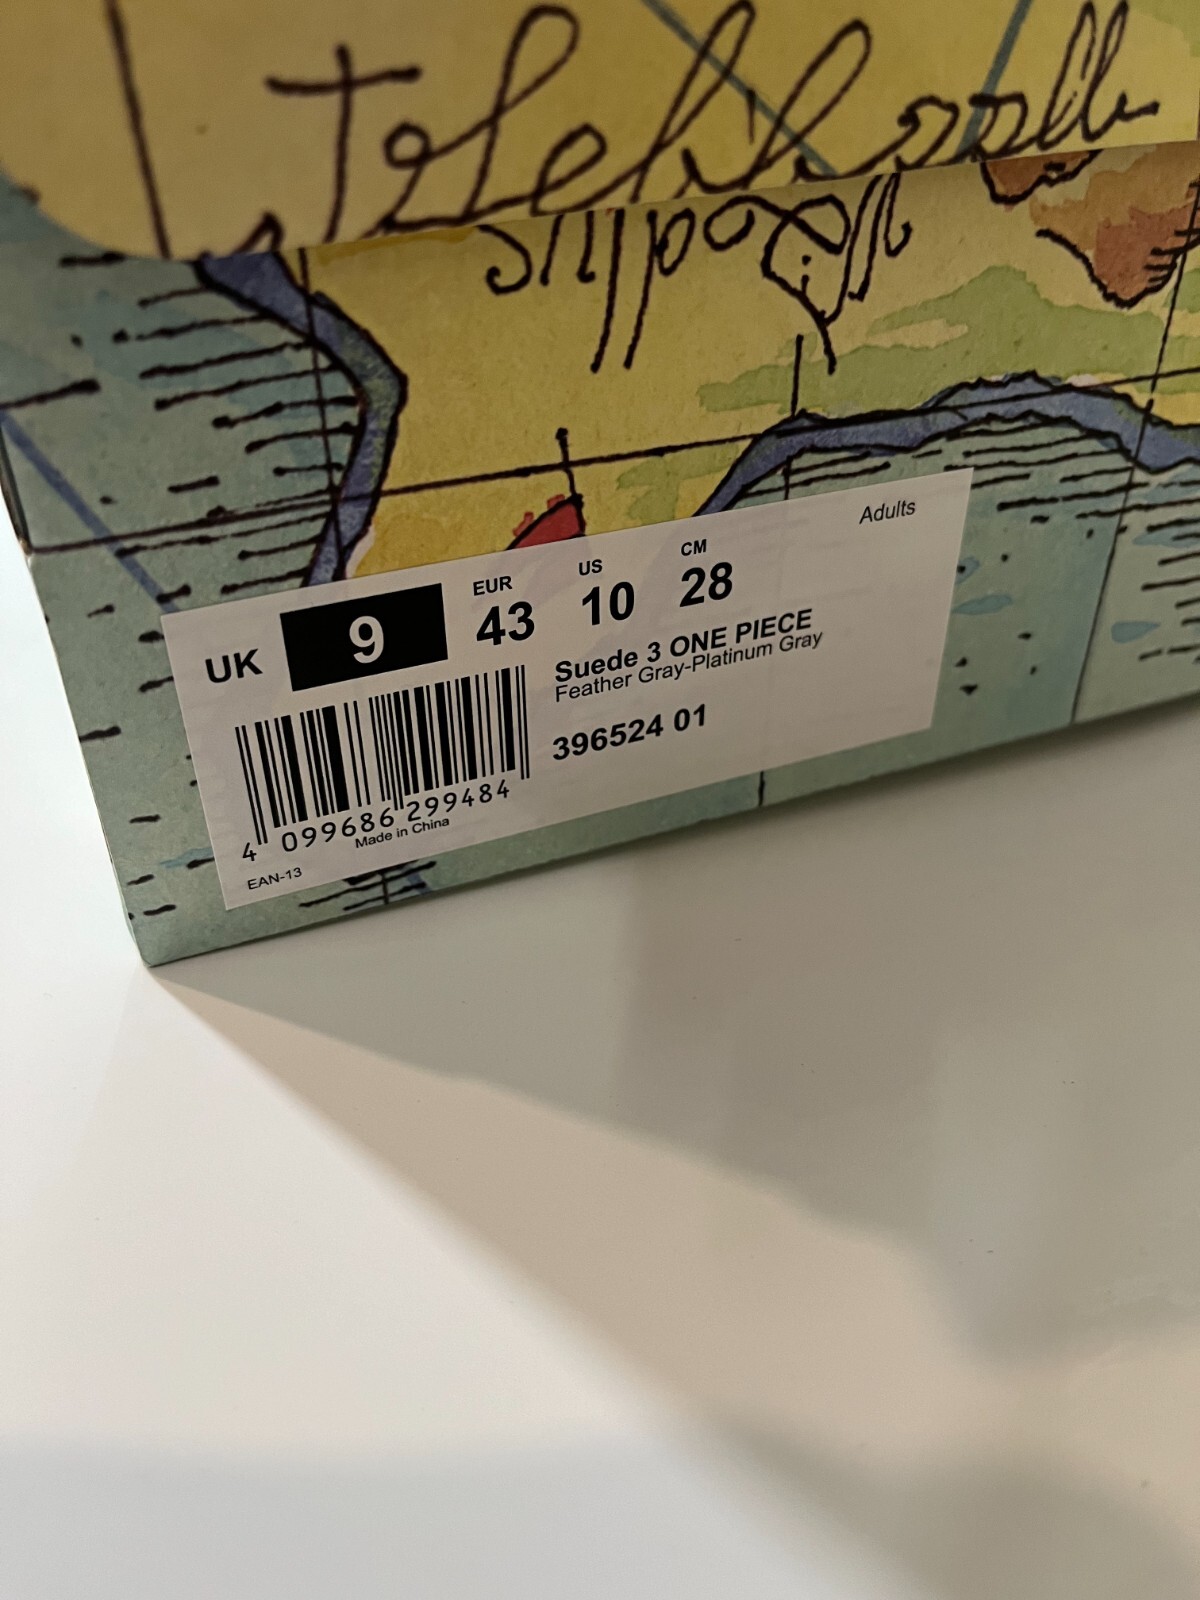 Adults
UK 9 EUR 43 US 10 CM 28
Suede 3 ONE PIECE
Feather Gray-Platinum Gray
396524 01
4 099686 299484
Made in China
EAN-13